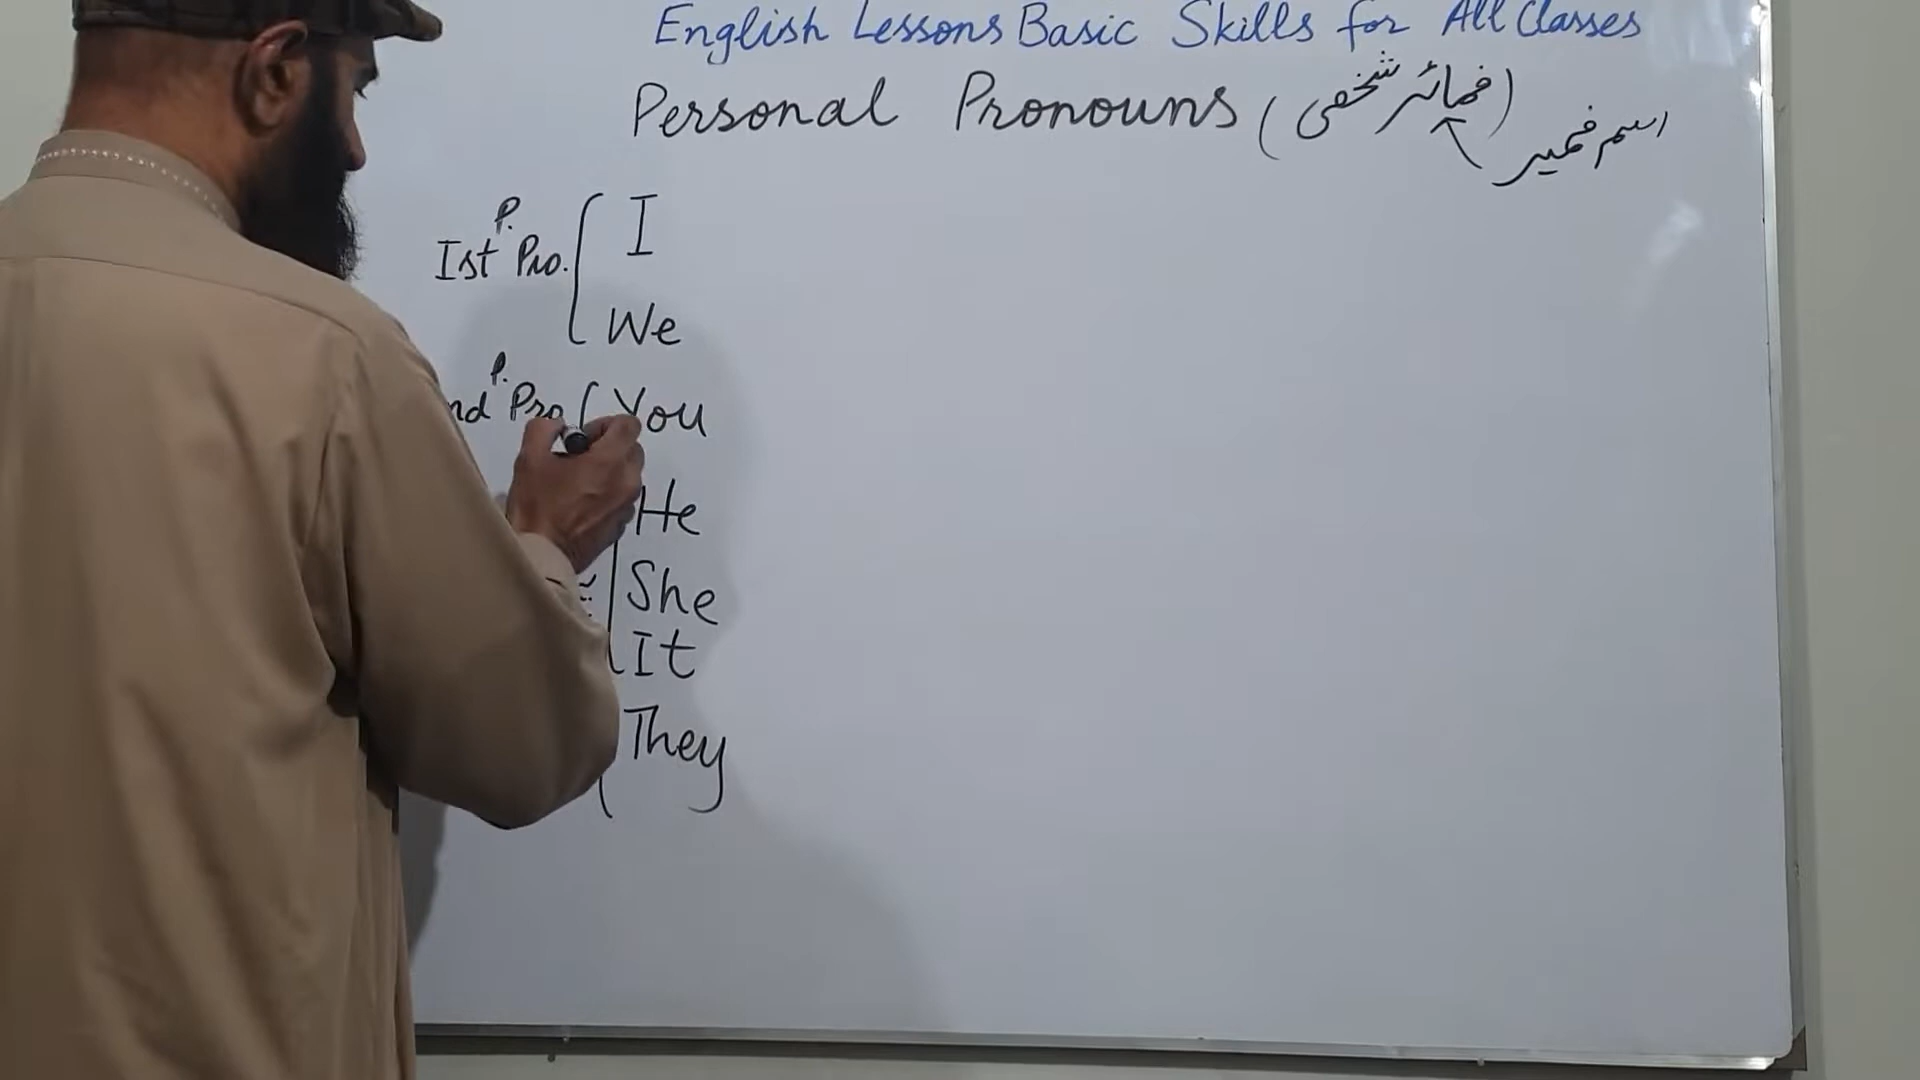 English Lessons Basic Skills for All Classes
Personal Pronouns (ضمائر شخصی)
اسم ضمیر
P.
Ist Pro. I
We
P.
nd Pro You
He
She
It
They